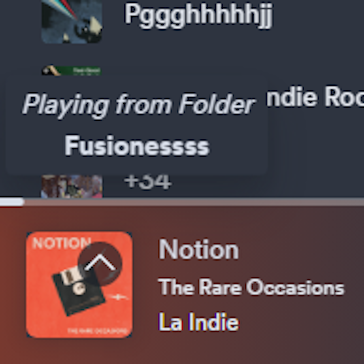 Pggghhhhhjj
ndie Roc
Playing from Folder
Fusionessss
+34
NOTION
THE RARE OCCASIONS
Notion
The Rare Occasions
La Indie